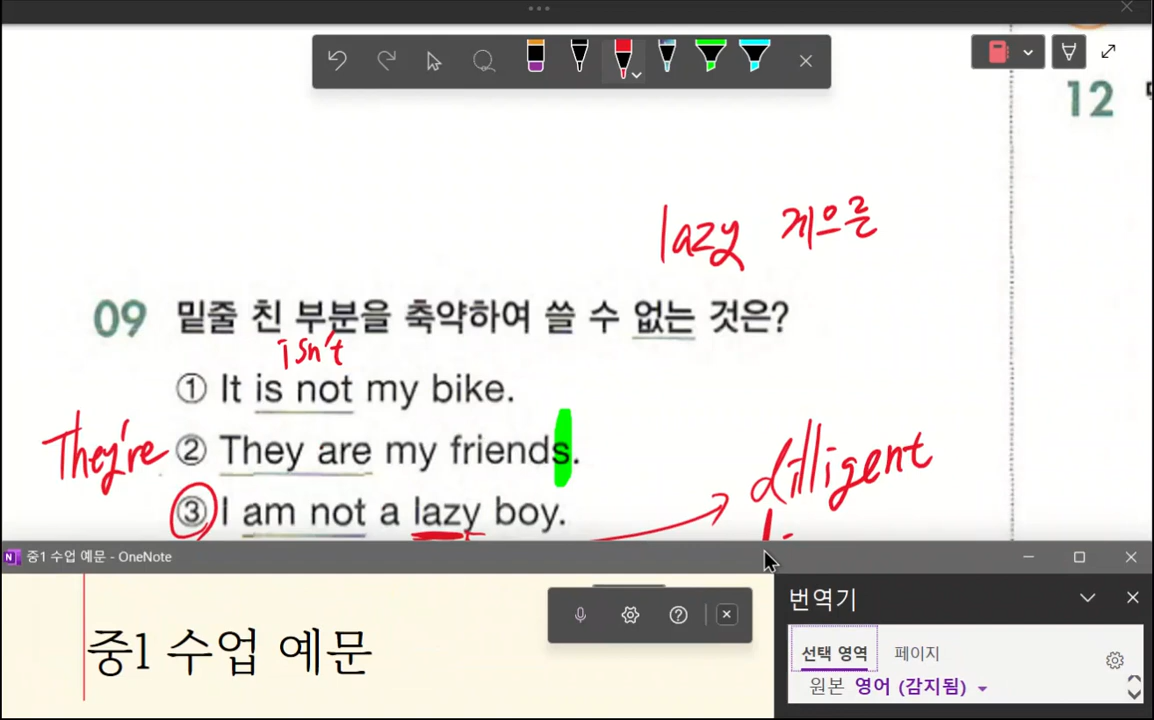 12
lazy 게으른
09 밑줄 친 부분을 축약하여 쓸 수 없는 것은?
isn't
① It is not my bike.
They're ② They are my friends.
dilligent
③ I am not a lazy boy.
중1 수업 예문 - OneNote
중1 수업 예문
번역기
선택 영역 페이지
원본 영어 (감지됨)